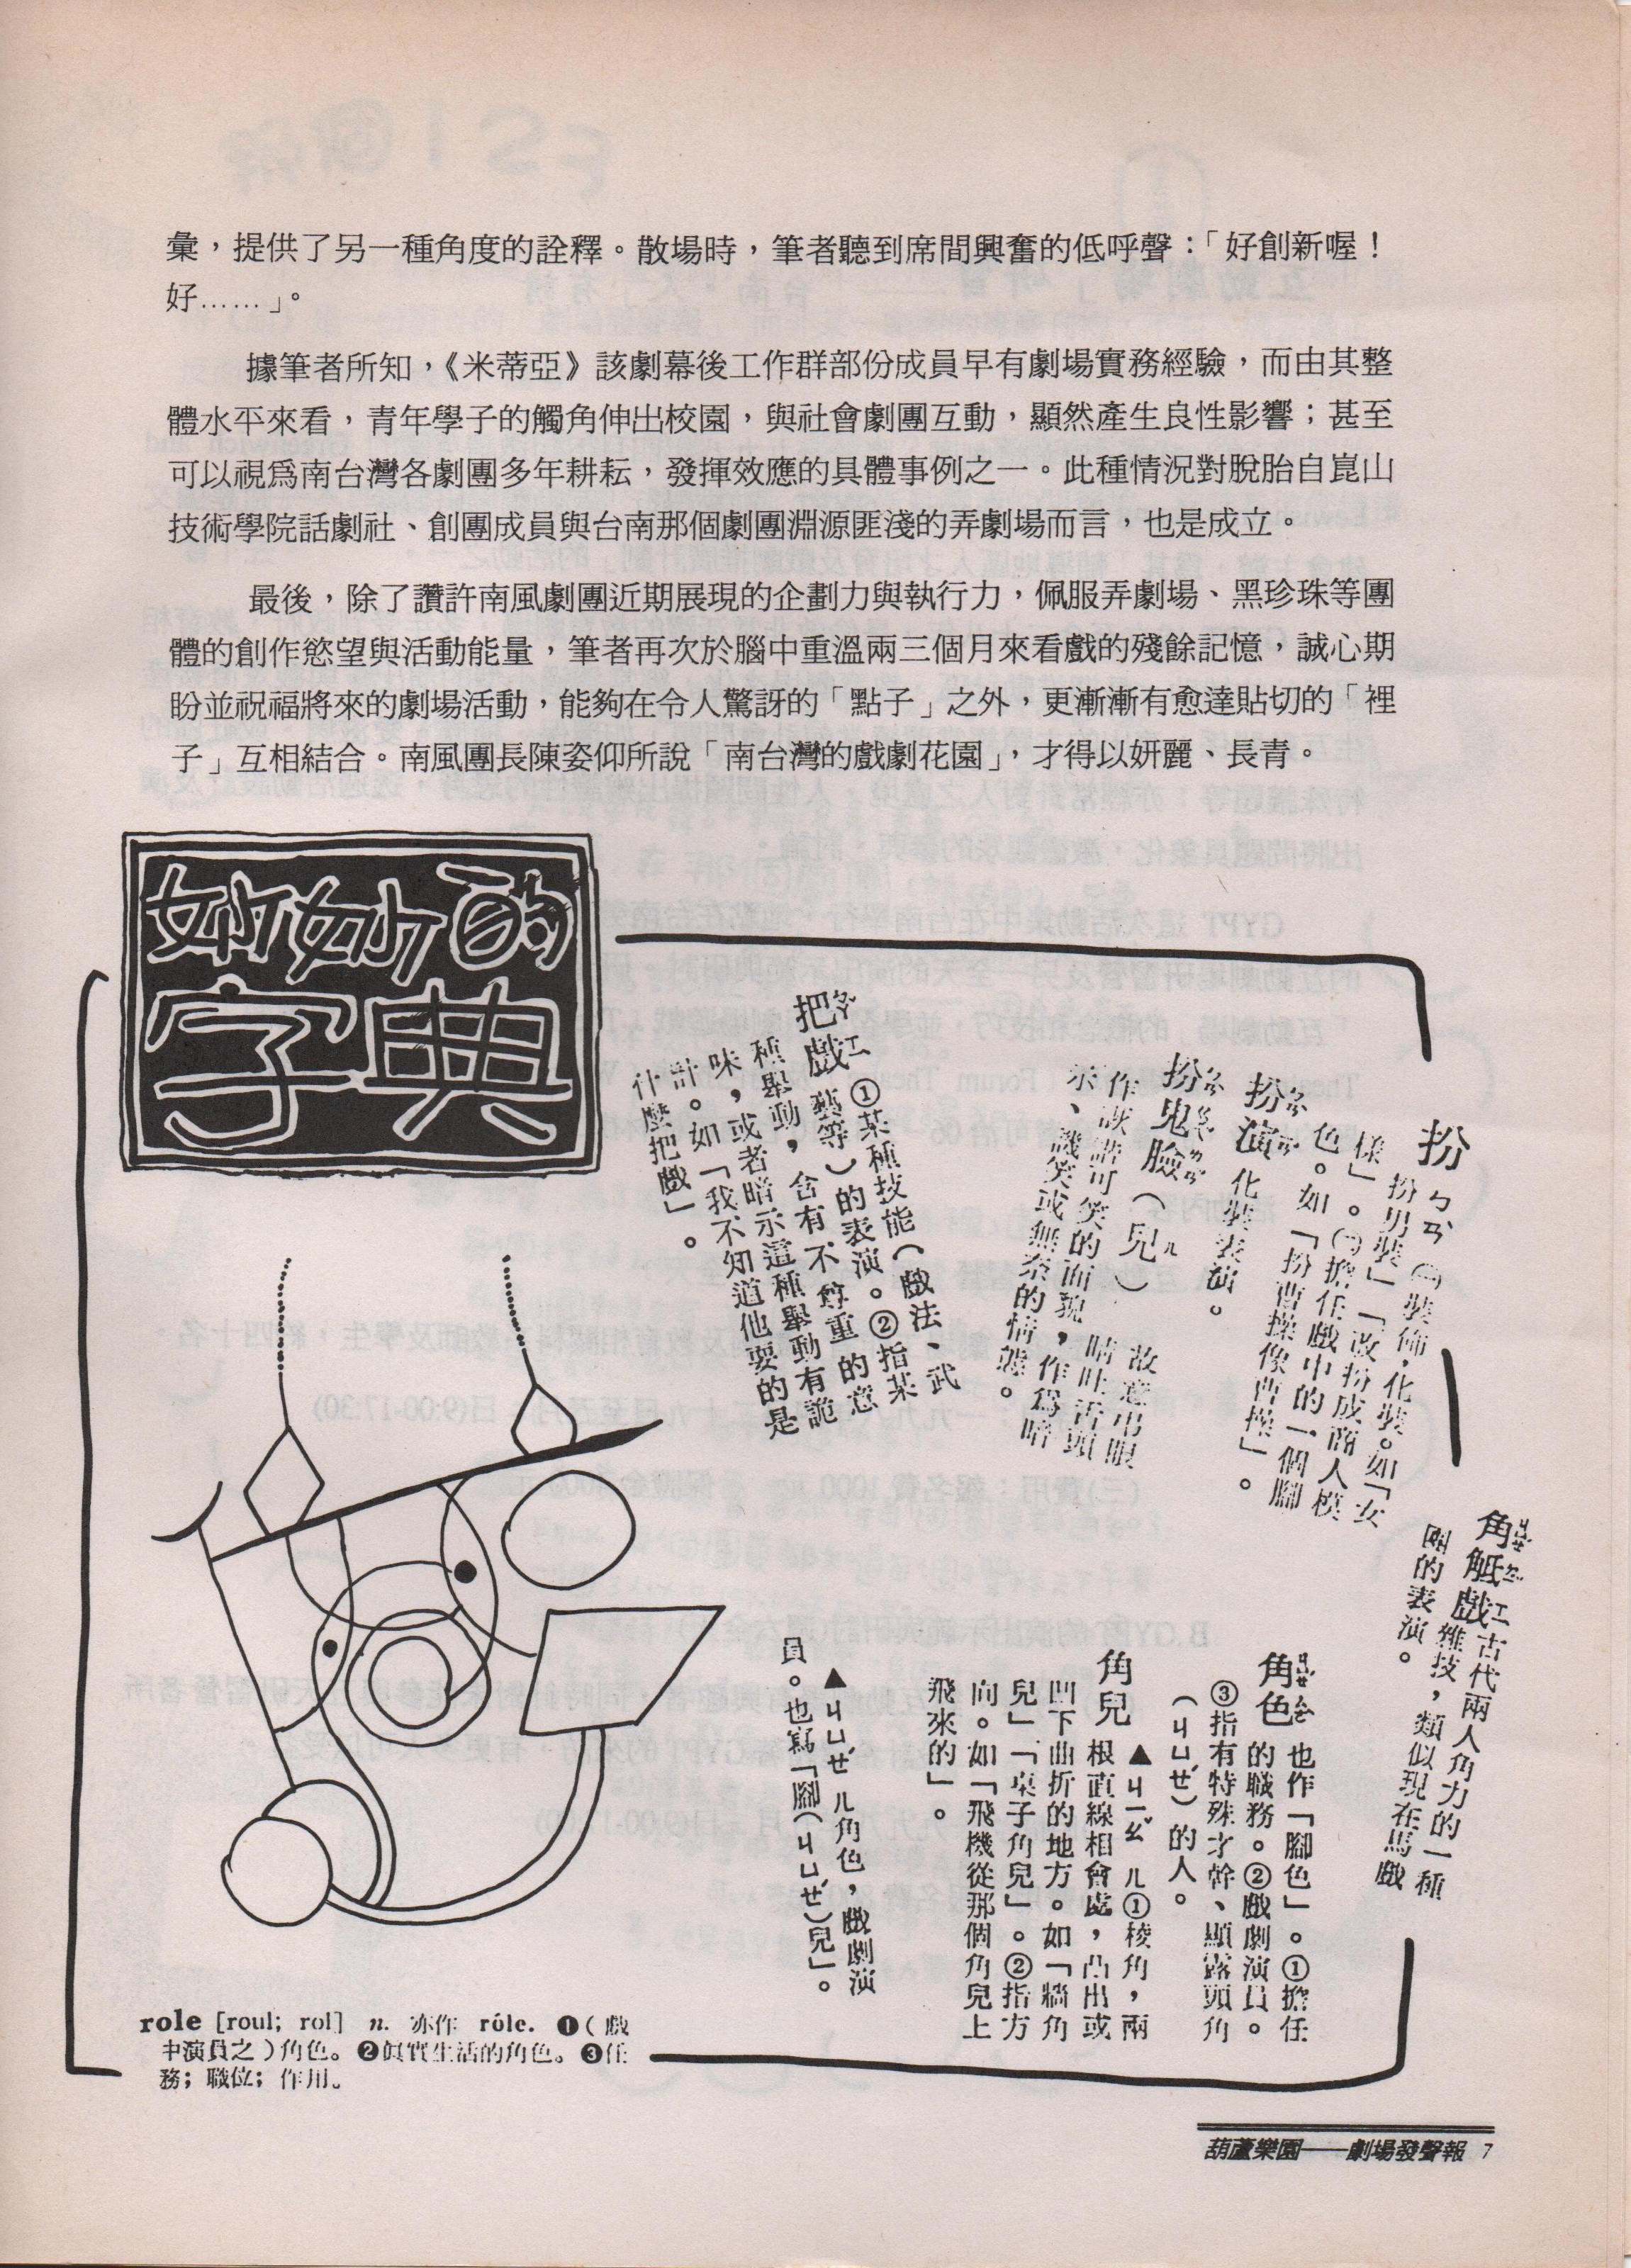 彙，提供了另一種角度的詮釋。散場時，筆者聽到席間興奮的低呼聲：「好創新喔！
好……」。
據筆者所知，《米蒂亞》該劇幕後工作群部份成員早有劇場實務經驗，而由其整
體水平來看，青年學子的觸角伸出校園，與社會劇團互動，顯然產生良性影響；甚至
可以視爲南台灣各劇團多年耕耘，發揮效應的具體事例之一。此種情況對脫胎自崑山
技術學院話劇社、創團成員與台南那個劇團淵源匪淺的弄劇場而言，也是成立。
最後，除了讚許南風劇團近期展現的企劃力與執行力，佩服弄劇場、黑珍珠等團
體的創作慾望與活動能量，筆者再次於腦中重溫兩三個月來看戲的殘餘記憶，誠心期
盼並祝福將來的劇場活動，能夠在令人驚訝的「點子」之外，更漸漸有愈達貼切的「裡
子」互相結合。南風團長陳姿仰所說「南台灣的戲劇花園」，才得以妍麗、長青。
妙妙的
字典
扮 ㄅㄢ ㈠裝佈，化裝。如「女
扮男裝」「改扮成商人模
樣」。㈡擔任戲中的一個腳
色。如「扮曹操像曹操」。
扮演 化裝表演。
扮鬼臉（兒） 故意弔眼
睛吐舌頭
作詼諧可笑的面貌，作爲暗
示、譏笑或無奈的情態。
把戲 ①某種技能（戲法、武
藝等）的表演。②指某
種舉動，含有不尊重的意
味，或者暗示這種舉動有詭
計。如「我不知道他耍的是
什麼把戲」。
角觝戲 古代兩人角力的一種
雜技，類似現在馬戲
團的表演。
角色 也作「腳色」。①擔任
的職務。②戲劇演員。
③指有特殊才幹、顯露頭角
（ㄐㄩㄝˊ）的人。
角兒 ▲ㄐㄧㄠˇ ㄦ①稜角，兩
根直線相會處，凸出或
凹下曲折的地方。如「牆角
兒」「桌子角兒」。②指方
向。如「飛機從那個角兒上
飛來的」。
▲ㄐㄩㄝˊ ㄦ角色，戲劇演
員。也寫「腳（ㄐㄩㄝˊ）兒」。
role [roul; rol] n. 亦作 rôle. ❶（戲
中演員之）角色。❷眞實生活的角色。❸任
務；職位；作用。
葫蘆樂園——劇場發聲報 7